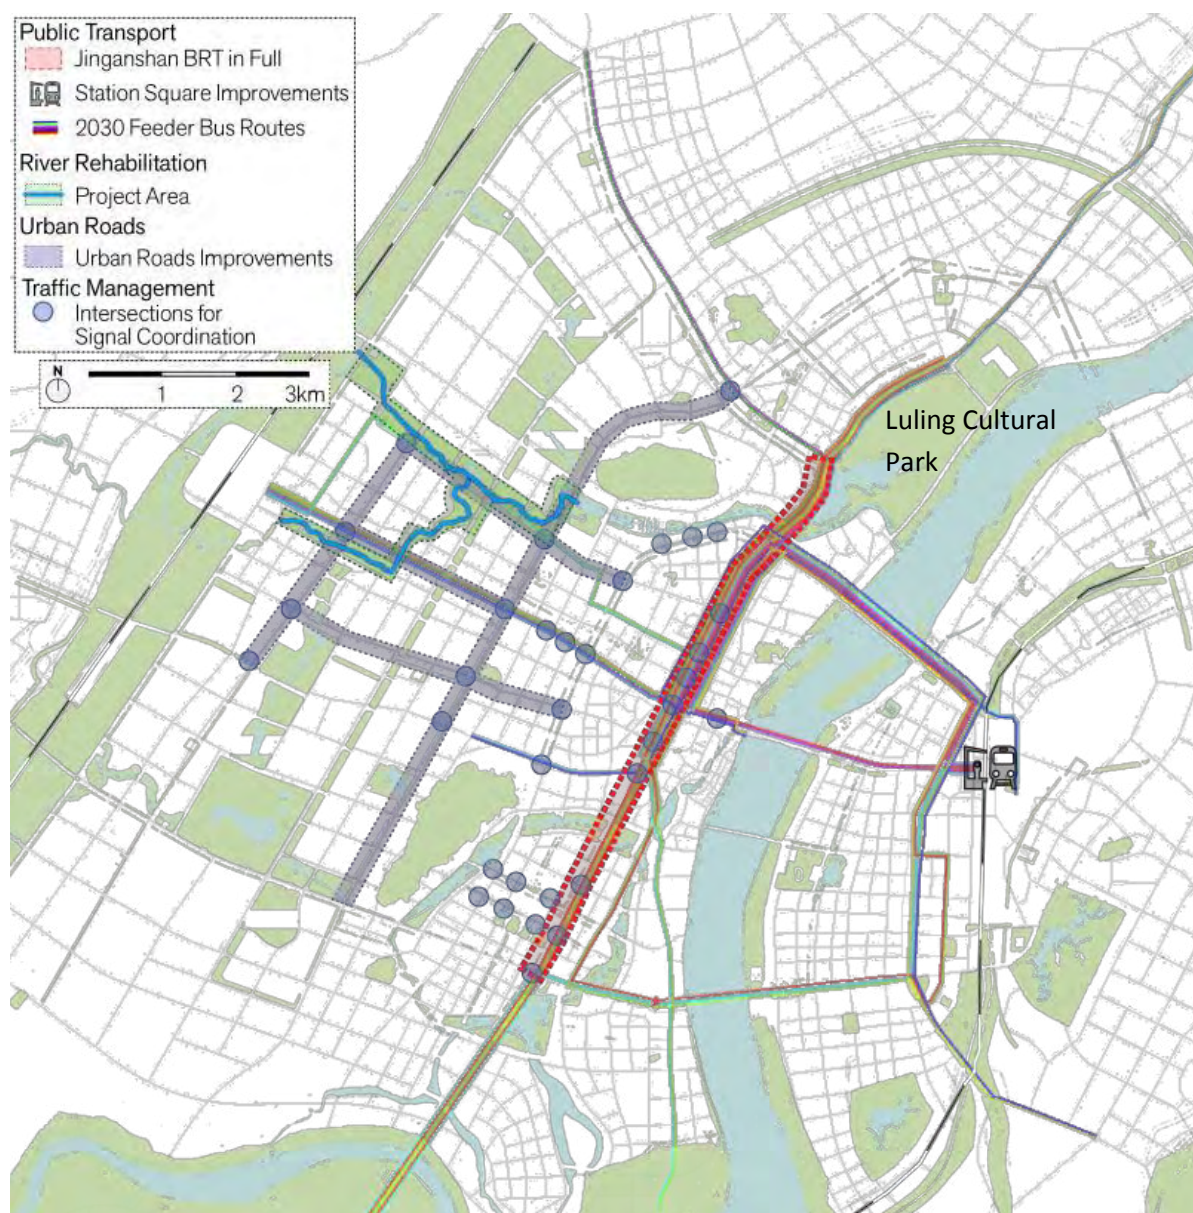 Public Transport
Jinganshan BRT in Full
Station Square Improvements
2030 Feeder Bus Routes
River Rehabilitation
Project Area
Urban Roads
Urban Roads Improvements
Traffic Management
Intersections for
Signal Coordination
N
1 2 3km
Luling Cultural
Park